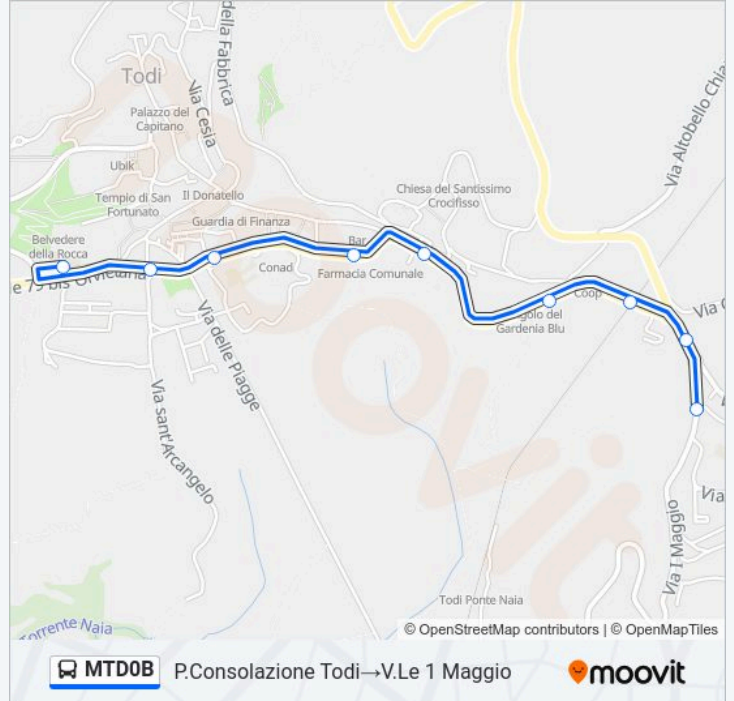 della Fabbrica
Todi
Via Cesia
Via Altobello Chia
Palazzo del
Capitano
Ubik
Tempio di San
Fortunato
Il Donatello
Chiesa del Santissimo
Crocifisso
Guardia di Finanza
Belvedere
della Rocca
Bar
Conad
Farmacia Comunale
e 79 bis Orvietana
Coop
golo del
Gardenia Blu
Via
Via delle Piagge
Via sant'Arcangelo
Via
Via I Maggio
Todi Ponte Naia
Torrente Naia
© OpenStreetMap contributors | © OpenMapTiles
MTD0B
P.Consolazione Todi→V.Le 1 Maggio
moovit